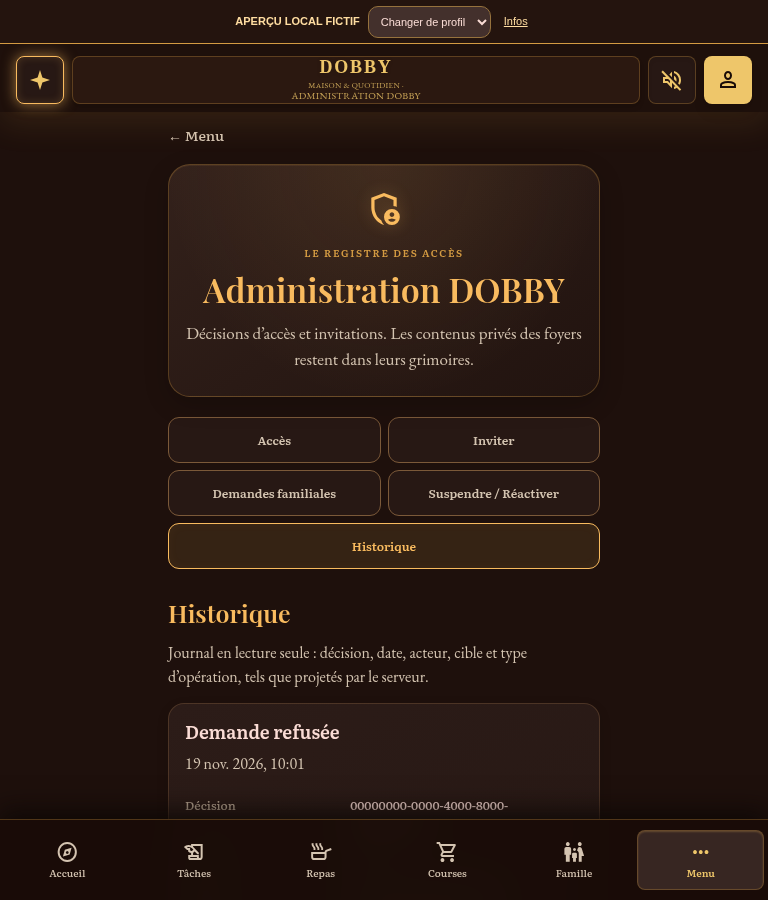 APERÇU LOCAL FICTIF Changer de profil Infos
DOBBY
MAISON & QUOTIDIEN ·
ADMINISTRATION DOBBY
← Menu
LE REGISTRE DES ACCÈS
Administration DOBBY
Décisions d’accès et invitations. Les contenus privés des foyers
restent dans leurs grimoires.
Accès Inviter
Demandes familiales Suspendre / Réactiver
Historique
Historique
Journal en lecture seule : décision, date, acteur, cible et type
d’opération, tels que projetés par le serveur.
Demande refusée
19 nov. 2026, 10:01
Décision 00000000-0000-4000-8000-
Accueil Tâches Repas Courses Famille Menu